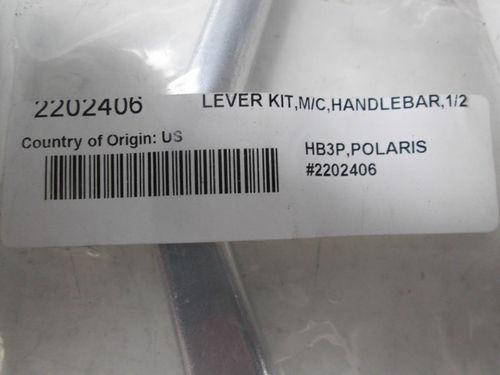 2202406 LEVER KIT,M/C,HANDLEBAR,1/2
Country of Origin: US
HB3P,POLARIS
#2202406